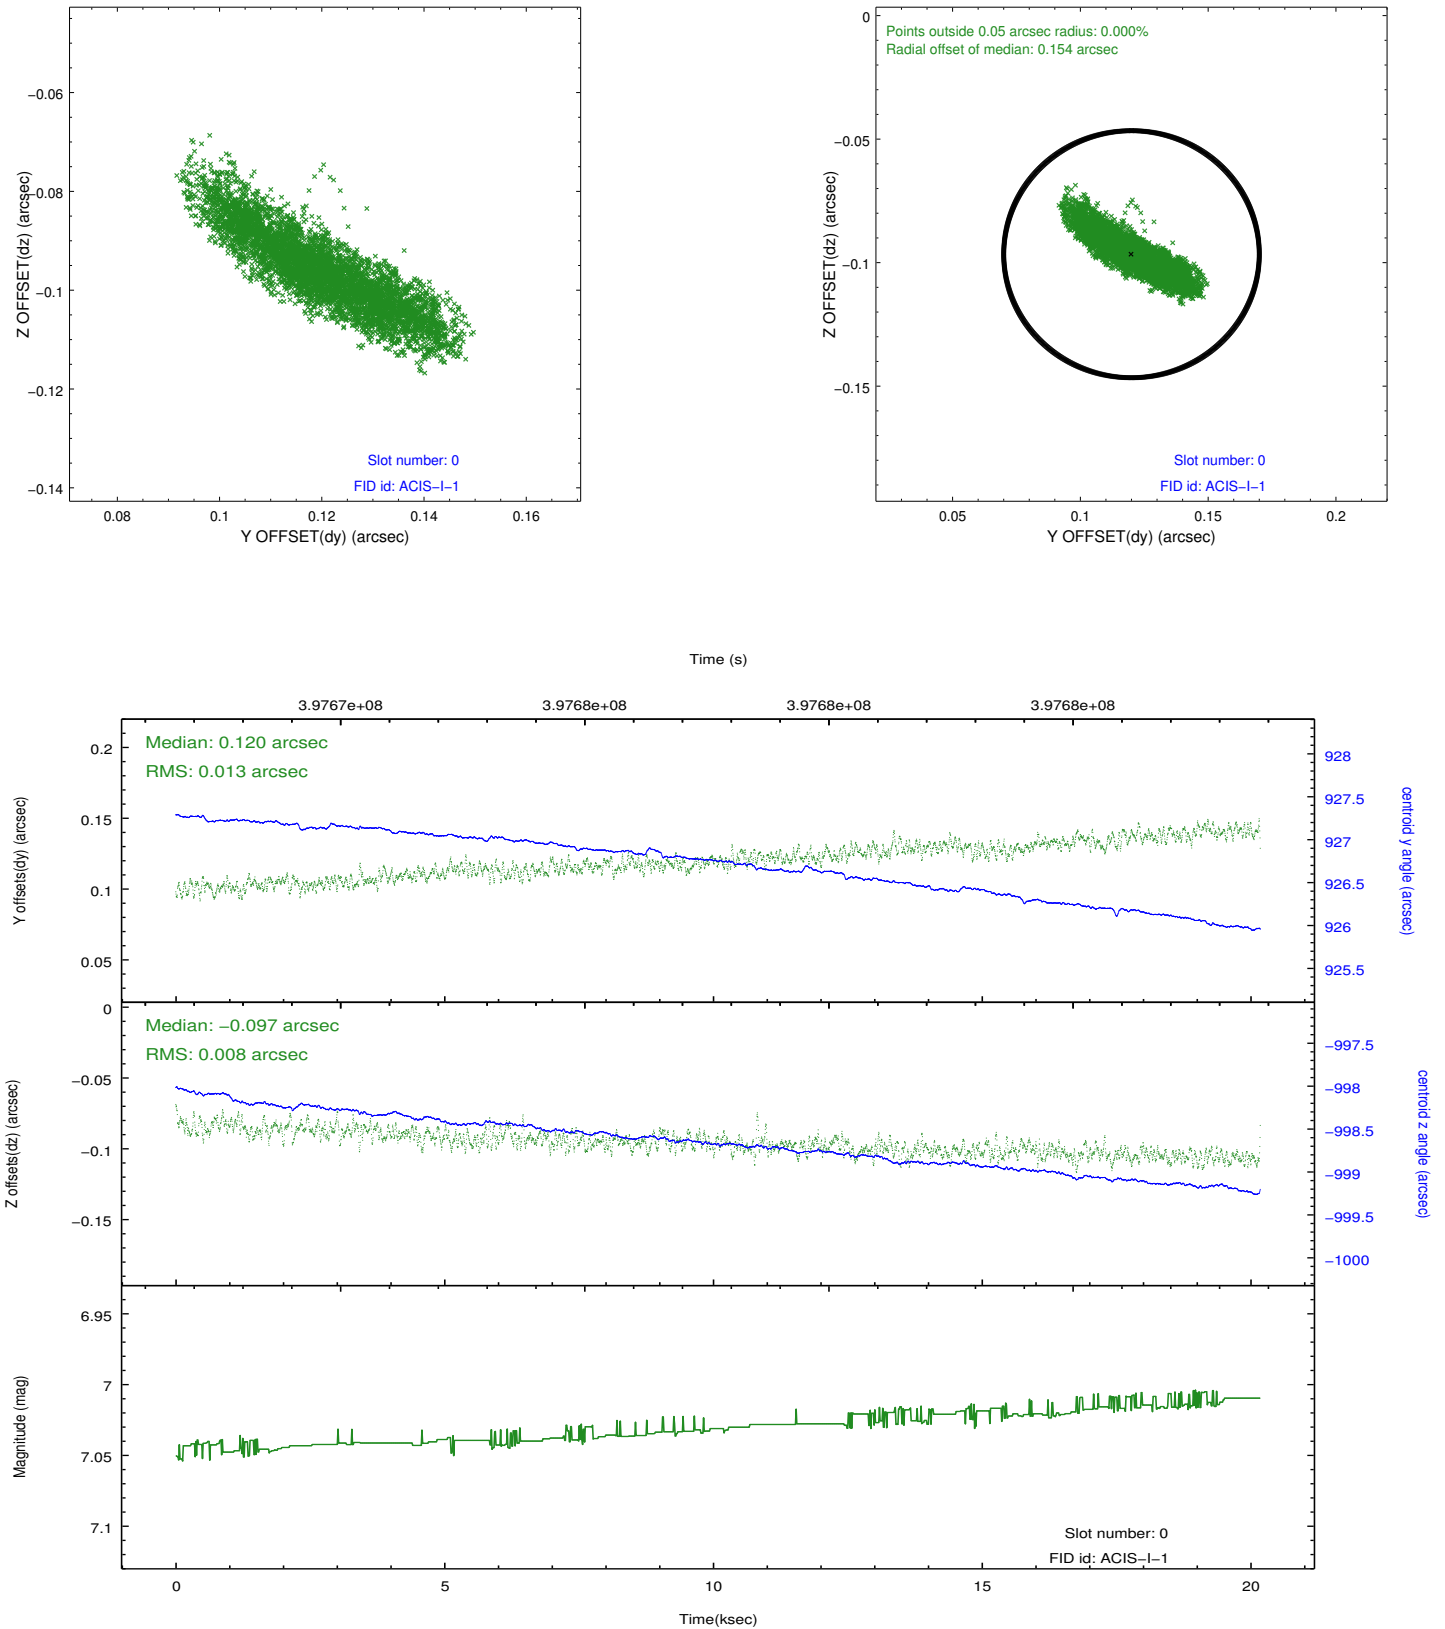 −0.06
−0.08
−0.1
−0.12
−0.14
Z OFFSET(dz) (arcsec)
0.08
0.1
0.12
0.14
0.16
Y OFFSET(dy) (arcsec)
Slot number: 0
FID id: ACIS−I−1
Points outside 0.05 arcsec radius: 0.000%
Radial offset of median: 0.154 arcsec
0
−0.05
−0.1
−0.15
Z OFFSET(dz) (arcsec)
0.05
0.1
0.15
0.2
Y OFFSET(dy) (arcsec)
Slot number: 0
FID id: ACIS−I−1
Time (s)
3.9767e+08
3.9768e+08
3.9768e+08
3.9768e+08
Median: 0.120 arcsec
RMS: 0.013 arcsec
0.2
0.15
0.1
0.05
Y offsets(dy) (arcsec)
928
927.5
927
926.5
926
925.5
centroid y angle (arcsec)
Median: −0.097 arcsec
RMS: 0.008 arcsec
0
−0.05
−0.1
−0.15
Z offsets(dz) (arcsec)
−997.5
−998
−998.5
−999
−999.5
−1000
centroid z angle (arcsec)
6.95
7
7.05
7.1
Magnitude (mag)
Slot number: 0
FID id: ACIS−I−1
0
5
10
15
20
Time(ksec)